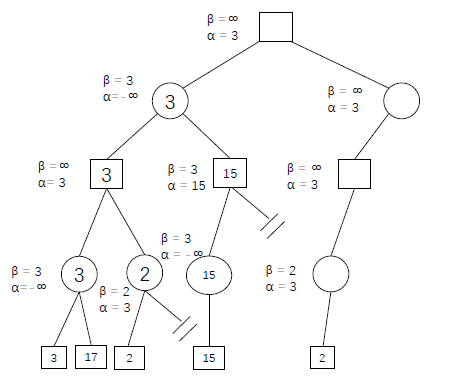 β = ∞
α = 3
β = 3
α=- ∞
3
β = ∞
α = 3
β = ∞
α= 3
3
β = 3
α = 15
15
β = ∞
α = 3
β = 3
α = - ∞
β = 3
α=- ∞
3
β = 2
α = 3
2
15
β = 2
α = 3
3
17
2
15
2